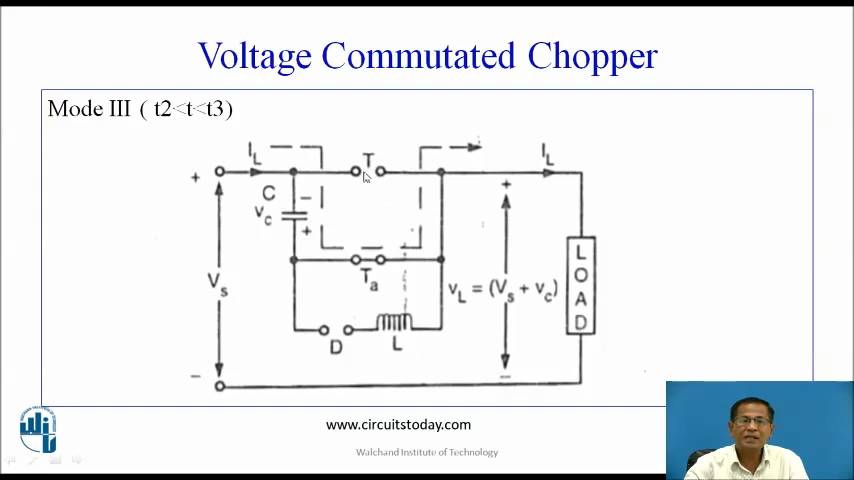 Voltage Commutated Chopper
Mode III ( t2<t<t3)
I_L T I_L
+ C − +
v_c +
T_a
V_s v_L = (V_s + v_c) LOAD
D L
− −
www.circuitstoday.com
Walchand Institute of Technology